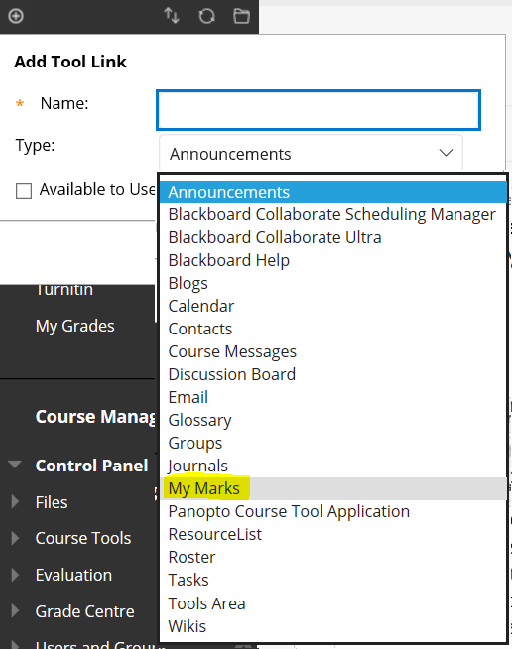 Add Tool Link
* Name:
Type:
Announcements
Available to Use
Announcements
Blackboard Collaborate Scheduling Manager
Blackboard Collaborate Ultra
Blackboard Help
Blogs
Calendar
Contacts
Course Messages
Discussion Board
Email
Glossary
Groups
Journals
My Marks
Panopto Course Tool Application
ResourceList
Roster
Tasks
Tools Area
Wikis
Turnitin
My Grades
Course Manag
Control Panel
Files
Course Tools
Evaluation
Grade Centre
Users and Group